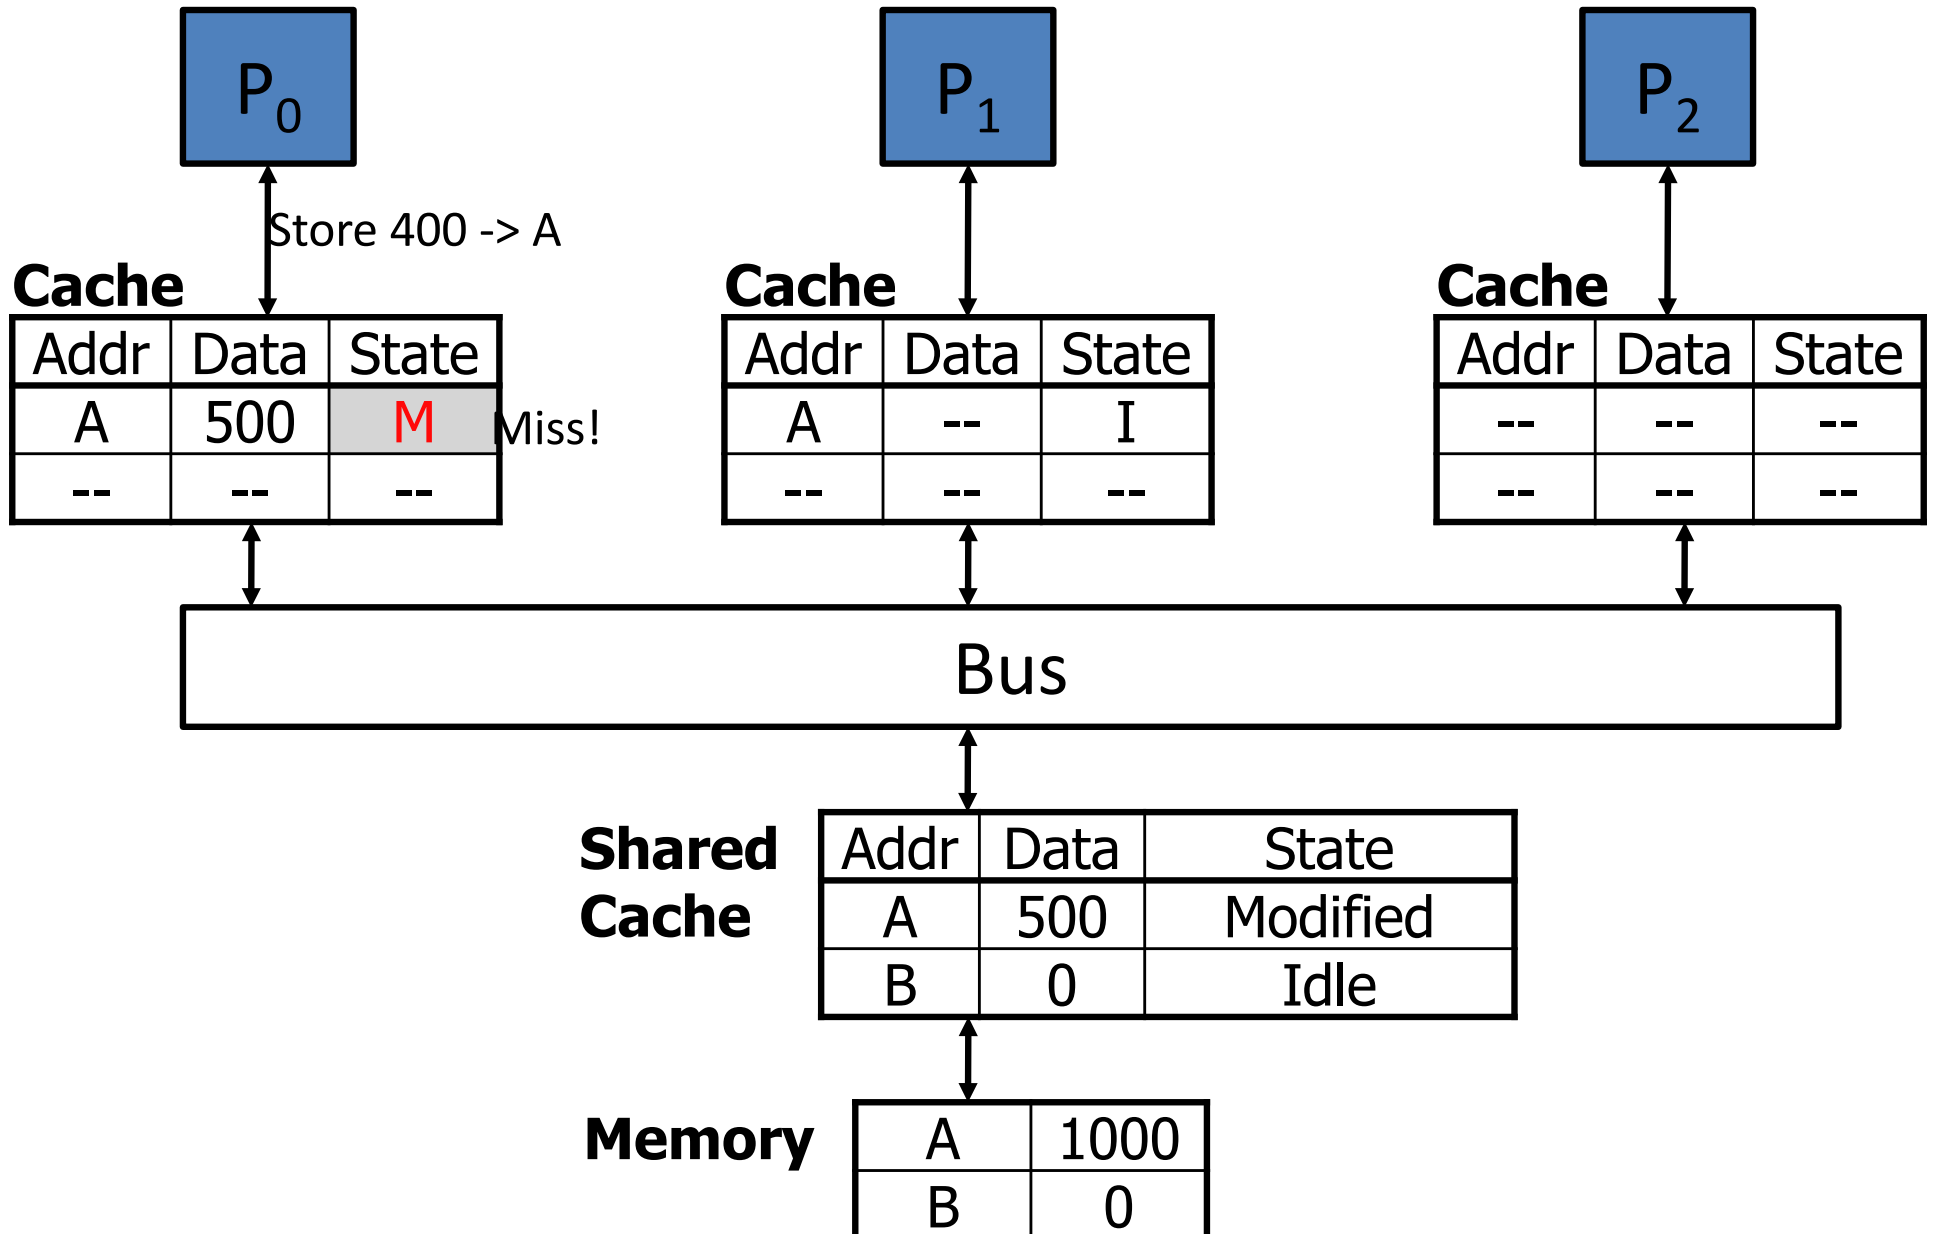 P0 P1 P2
Store 400 -> A
Cache Cache Cache
Addr Data State Addr Data State Addr Data State
A 500 M Miss! A -- I -- -- --
-- -- -- -- -- -- -- -- --
Bus
Shared Addr Data State
Cache A 500 Modified
B 0 Idle
Memory A 1000
B 0